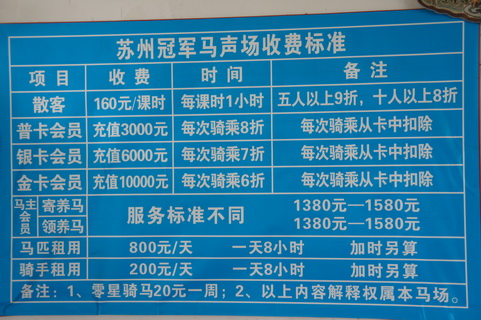 苏州冠军马声场收费标准
项目 收费 时间 备注
散客 160元/课时 每课时1小时 五人以上9折，十人以上8折
普卡会员 充值3000元 每次骑乘8折 每次骑乘从卡中扣除
银卡会员 充值6000元 每次骑乘7折 每次骑乘从卡中扣除
金卡会员 充值10000元 每次骑乘6折 每次骑乘从卡中扣除
马主会员 寄养马 服务标准不同 1380元—1580元
领养马 1380元—1580元
马匹租用 800元/天 一天8小时 加时另算
骑手租用 200元/天 一天8小时 加时另算
备注：1、零星骑马20元一周；2、以上内容解释权属本马场。